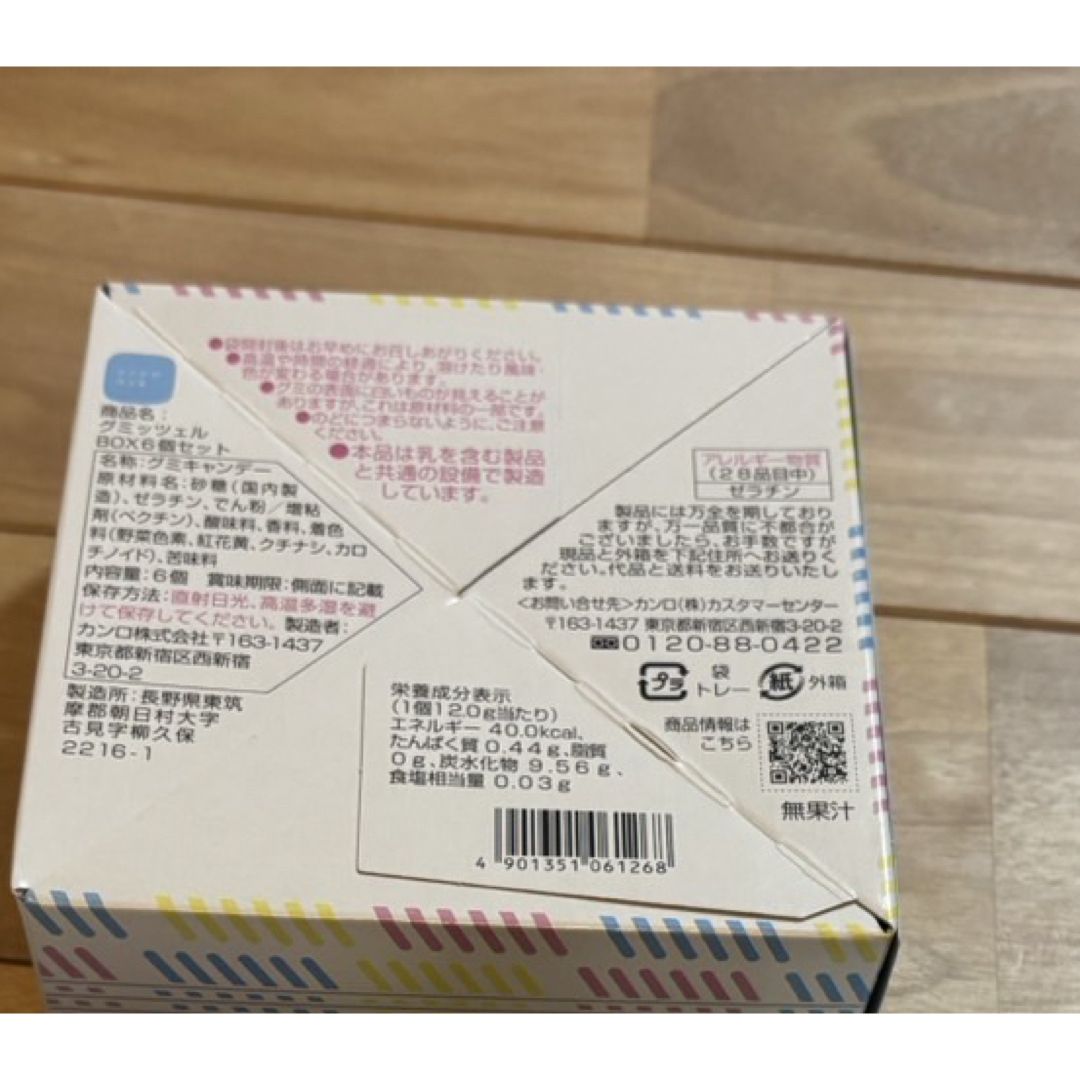 ●袋開封後はお早めにお召しあがりください。
●高温や時間の経過により、溶けたり風味・
色が変わる場合があります。
●グミの表面に白いものが見えることが
ありますが、これは原材料の一部です。
●のどにつまらないように、ご注意
ください。
●本品は乳を含む製品
と共通の設備で製造
しています。
商品名：
グミッツェル
BOX6個セット
名称：グミキャンデー
原材料名：砂糖（国内製
造）、ゼラチン、でん粉／増粘
剤（ペクチン）、酸味料、香料、着色
料（野菜色素、紅花黄、クチナシ、カロ
チノイド）、苦味料
内容量：6個　賞味期限：側面に記載
保存方法：直射日光、高温多湿を避
けて保存してください。製造者：
カンロ株式会社〒163-1437
東京都新宿区西新宿
3-20-2
製造所：長野県東筑
摩郡朝日村大字
古見字柳久保
2216-1
アレルギー物質
（28品目中）
ゼラチン
製品には万全を期しており
ますが、万一品質に不都合が
ございましたら、お手数ですが
現品と外箱を下記住所へお送りく
ださい。代品と送料をお送りいたし
ます。
＜お問い合せ先＞カンロ（株）カスタマーセンター
〒163-1437 東京都新宿区西新宿3-20-2
0120-88-0422
プラ 袋 トレー 紙 外箱
商品情報は
こちら
無果汁
栄養成分表示
（1個12.0g当たり）
エネルギー 40.0kcal、
たんぱく質 0.44g、脂質
0g、炭水化物 9.56g、
食塩相当量 0.03g
4 901351 061268